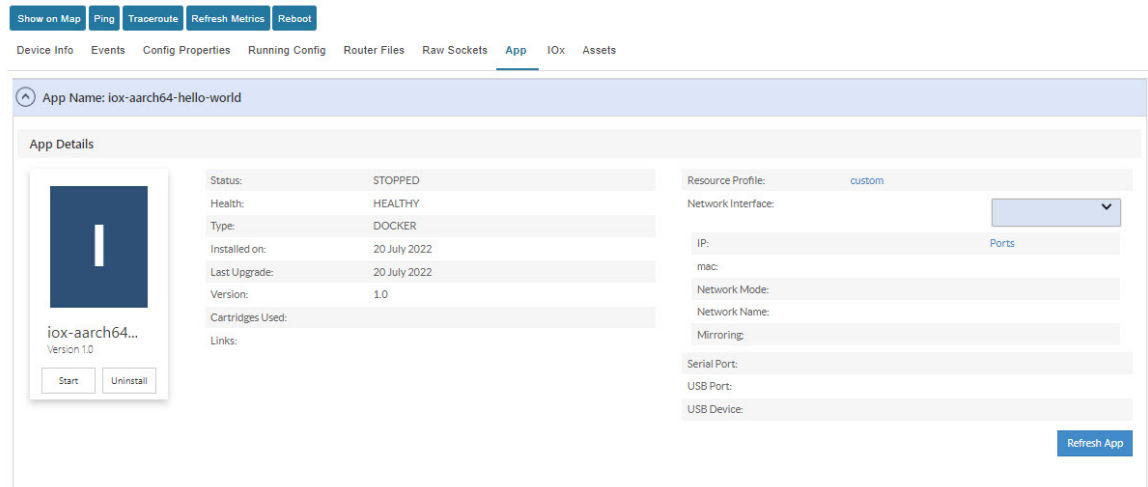 Show on Map Ping Traceroute Refresh Metrics Reboot
Device Info Events Config Properties Running Config Router Files Raw Sockets App IOx Assets
App Name: iox-aarch64-hello-world
App Details
I
iox-aarch64...
Version 1.0
Start Uninstall
Status: STOPPED
Health: HEALTHY
Type: DOCKER
Installed on: 20 July 2022
Last Upgrade: 20 July 2022
Version: 1.0
Cartridges Used:
Links:
Resource Profile: custom
Network Interface:
IP: Ports
mac:
Network Mode:
Network Name:
Mirroring:
Serial Port:
USB Port:
USB Device:
Refresh App